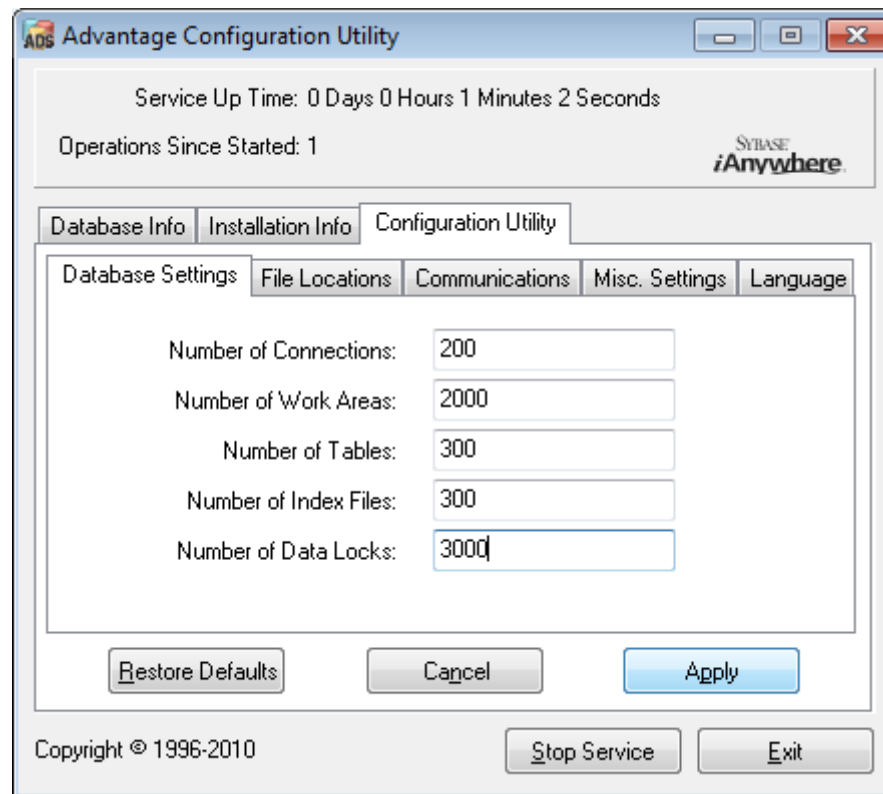 ADS Advantage Configuration Utility
Service Up Time: 0 Days 0 Hours 1 Minutes 2 Seconds
Operations Since Started: 1
SYBASE
iAnywhere.
Database Info Installation Info Configuration Utility
Database Settings File Locations Communications Misc. Settings Language
Number of Connections: 200
Number of Work Areas: 2000
Number of Tables: 300
Number of Index Files: 300
Number of Data Locks: 3000
Restore Defaults Cancel Apply
Copyright © 1996-2010 Stop Service Exit